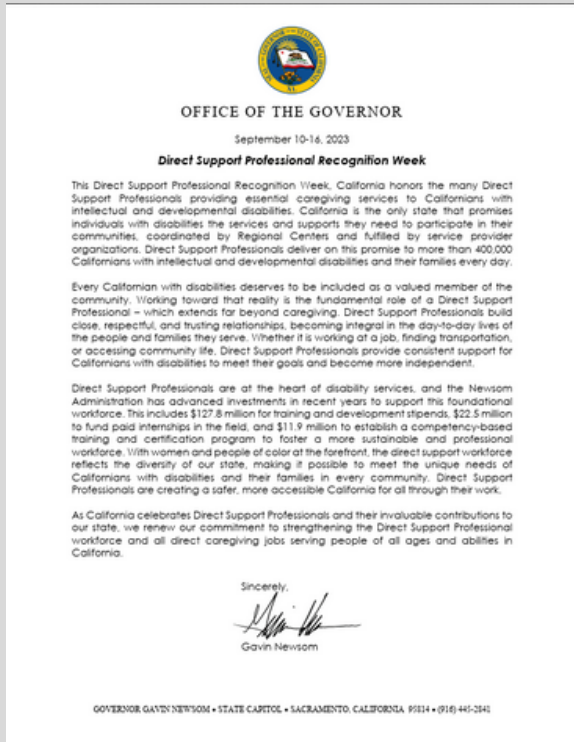 OFFICE OF THE GOVERNOR
September 10-16, 2023
Direct Support Professional Recognition Week
This Direct Support Professional Recognition Week, California honors the many Direct
Support Professionals providing essential caregiving services to Californians with
intellectual and developmental disabilities. California is the only state that promises
individuals with disabilities the services and supports they need to participate in their
communities, coordinated by Regional Centers and fulfilled by service provider
organizations. Direct Support Professionals deliver on this promise to more than 400,000
Californians with intellectual and developmental disabilities and their families every day.
Every Californian with disabilities deserves to be included as a valued member of the
community. Working toward that reality is the fundamental role of a Direct Support
Professional – which extends far beyond caregiving. Direct Support Professionals build
close, respectful, and trusting relationships, becoming integral in the day-to-day lives of
the people and families they serve. Whether it is working at a job, finding transportation,
or accessing community life, Direct Support Professionals provide consistent support for
Californians with disabilities to meet their goals and become more independent.
Direct Support Professionals are at the heart of disability services, and the Newsom
Administration has advanced investments in recent years to support this foundational
workforce. This includes $127.8 million for training and development stipends, $22.5 million
to fund paid internships in the field, and $11.9 million to establish a competency-based
training and certification program to foster a more sustainable and professional
workforce. With women and people of color at the forefront, the direct support workforce
reflects the diversity of our state, making it possible to meet the unique needs of
Californians with disabilities and their families in every community. Direct Support
Professionals are creating a safer, more accessible California for all through their work.
As California celebrates Direct Support Professionals and their invaluable contributions to
our state, we renew our commitment to strengthening the Direct Support Professional
workforce and all direct caregiving jobs serving people of all ages and abilities in
California.
Sincerely,
Gavin Newsom
GOVERNOR GAVIN NEWSOM • STATE CAPITOL • SACRAMENTO, CALIFORNIA 95814 • (916) 445-2841